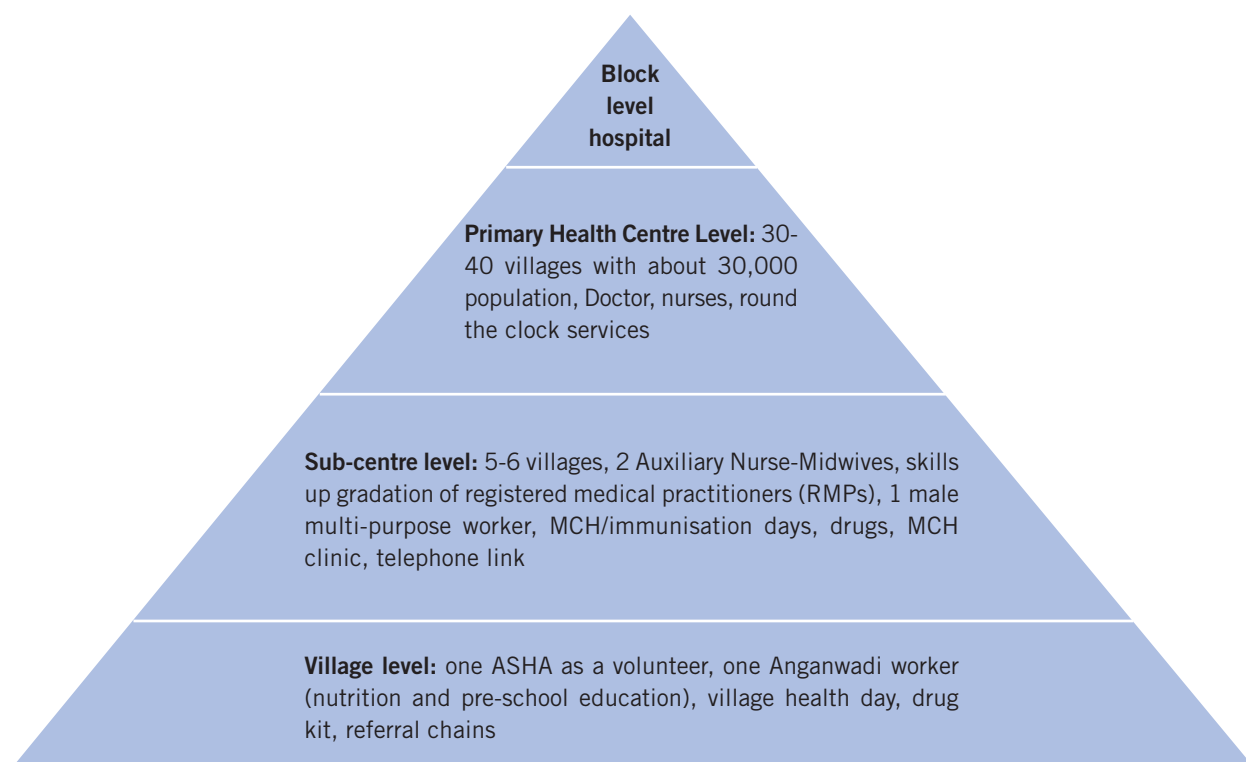 Block
level
hospital
Primary Health Centre Level: 30-
40 villages with about 30,000
population, Doctor, nurses, round
the clock services
Sub-centre level: 5-6 villages, 2 Auxiliary Nurse-Midwives, skills
up gradation of registered medical practitioners (RMPs), 1 male
multi-purpose worker, MCH/immunisation days, drugs, MCH
clinic, telephone link
Village level: one ASHA as a volunteer, one Anganwadi worker
(nutrition and pre-school education), village health day, drug
kit, referral chains